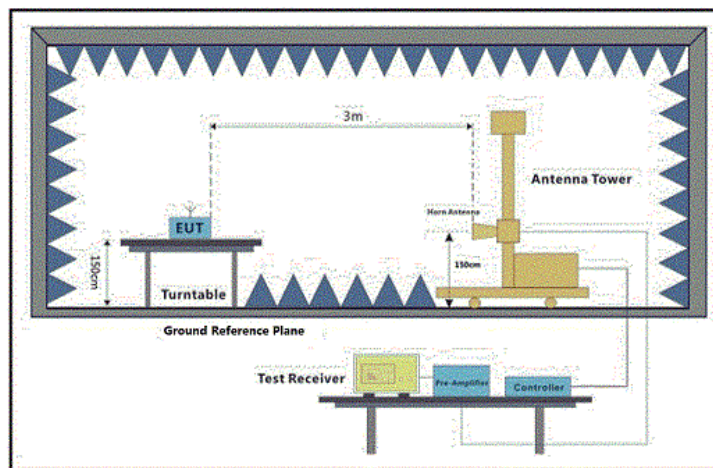 3m
Antenna Tower
Horn Antenna
EUT
150cm
150cm
Turntable
Ground Reference Plane
Test Receiver
Pre-Amplifier
Controller